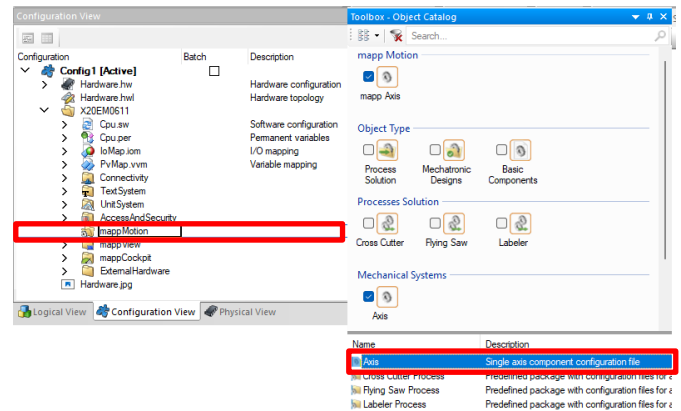 Configuration View
Configuration Batch Description
Config1 [Active]
Hardware.hw Hardware configuration
Hardware.hwl Hardware topology
X20EM0611
Cpu.sw Software configuration
Cpu.per Permanent variables
IoMap.iom I/O mapping
PvMap.vvm Variable mapping
Connectivity
TextSystem
UnitSystem
AccessAndSecurity
mappMotion
mappView
mappCockpit
ExternalHardware
Hardware.jpg
Logical View Configuration View Physical View
Toolbox - Object Catalog
Search...
mapp Motion
mapp Axis
Object Type
Process Solution
Mechatronic Designs
Basic Components
Processes Solution
Cross Cutter Flying Saw Labeler
Mechanical Systems
Axis
Name Description
Axis Single axis component configuration file
Cross Cutter Process Predefined package with configuration files for a
Flying Saw Process Predefined package with configuration files for a
Labeler Process Predefined package with configuration files for a